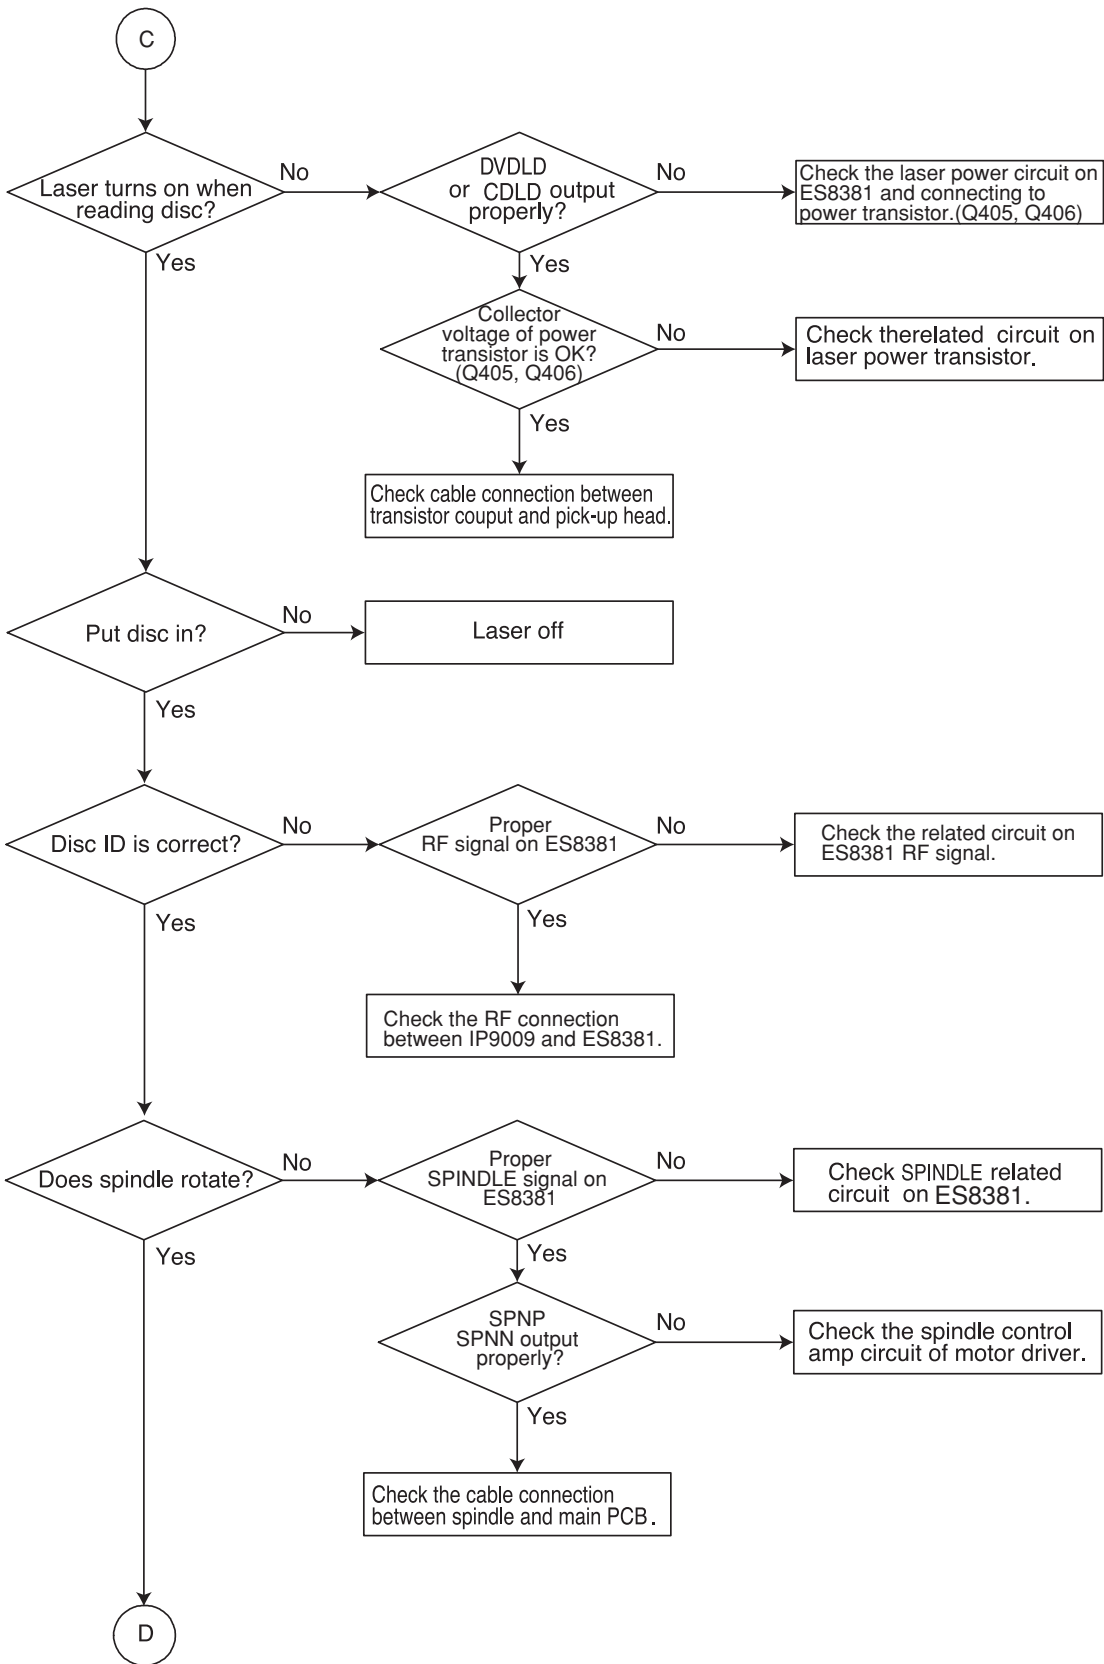 C
Laser turns on when
reading disc?
No
DVDLD
or CDLD output
properly?
No
Check the laser power circuit on
ES8381 and connecting to
power transistor.(Q405, Q406)
Yes
Yes
Collector
voltage of power
transistor is OK?
(Q405, Q406)
No
Check therelated circuit on
laser power transistor.
Yes
Check cable connection between
transistor couput and pick-up head.
Put disc in?
No
Laser off
Yes
Disc ID is correct?
No
Proper
RF signal on ES8381
No
Check the related circuit on
ES8381 RF signal.
Yes
Yes
Check the RF connection
between IP9009 and ES8381.
Does spindle rotate?
No
Proper
SPINDLE signal on
ES8381
No
Check SPINDLE related
circuit on ES8381.
Yes
Yes
SPNP
SPNN output
properly?
No
Check the spindle control
amp circuit of motor driver.
Yes
Check the cable connection
between spindle and main PCB.
D